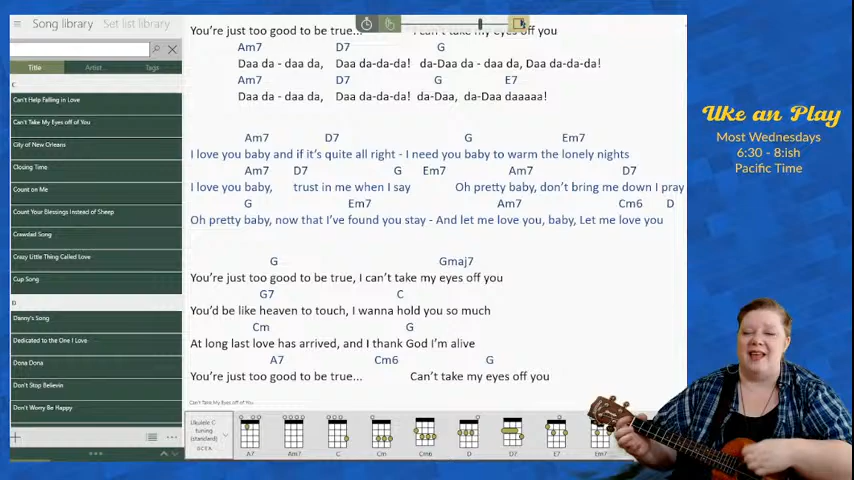 Song library
Set list library
Title
Artist
Tags
C
Can't Help Falling in Love
Can't Take My Eyes off of You
City of New Orleans
Closing Time
Count on Me
Count Your Blessings Instead of Sheep
Crawdad Song
Crazy Little Thing Called Love
Cup Song
D
Danny's Song
Dedicated to the One I Love
Dona Dona
Don't Stop Believin
Don't Worry Be Happy
You're just too good to be true... I can't take my eyes off you
Am7 D7 G
Daa da - daa da, Daa da-da-da! da-Daa da - daa da, Daa da-da-da!
Am7 D7 G E7
Daa da - daa da, Daa da-da-da! da-Daa, da-Daa daaaaa!
Am7 D7 G Em7
I love you baby and if it's quite all right - I need you baby to warm the lonely nights
Am7 D7 G Em7 Am7 D7
I love you baby, trust in me when I say Oh pretty baby, don't bring me down I pray
G Em7 Am7 Cm6 D
Oh pretty baby, now that I've found you stay - And let me love you, baby, Let me love you
G Gmaj7
You're just too good to be true, I can't take my eyes off you
G7 C
You'd be like heaven to touch, I wanna hold you so much
Cm G
At long last love has arrived, and I thank God I'm alive
A7 Cm6 G
You're just too good to be true... Can't take my eyes off you
Can't Take My Eyes off of You
Ukulele C
tuning
(standard)
GCEA
A7 Am7 C Cm Cm6 D D7 E7 Em7
Uke an Play
Most Wednesdays
6:30 - 8:ish
Pacific Time